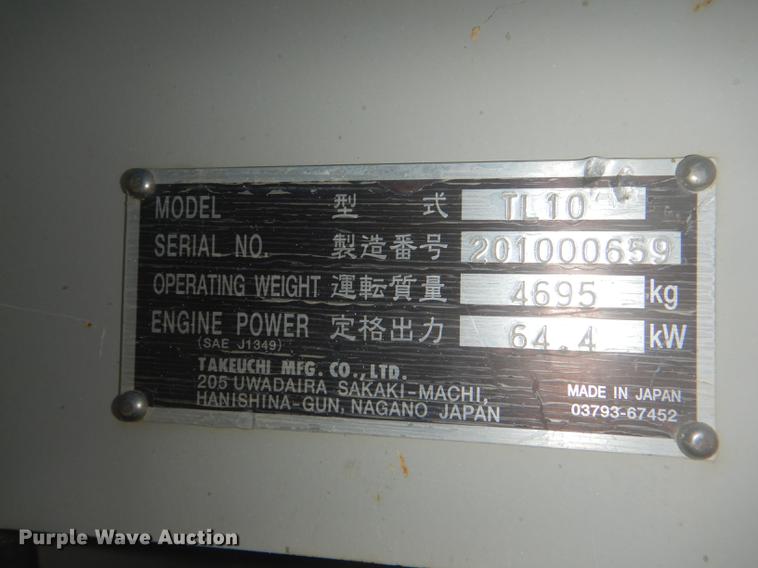 MODEL 型式 TL10
SERIAL NO. 製造番号 201000659
OPERATING WEIGHT 運転質量 4695 kg
ENGINE POWER 定格出力 64.4 kW
(SAE J1349)
TAKEUCHI MFG. CO.,LTD.
205 UWADAIRA SAKAKI-MACHI,
HANISHINA-GUN, NAGANO JAPAN
MADE IN JAPAN
03793-67452
Purple Wave Auction